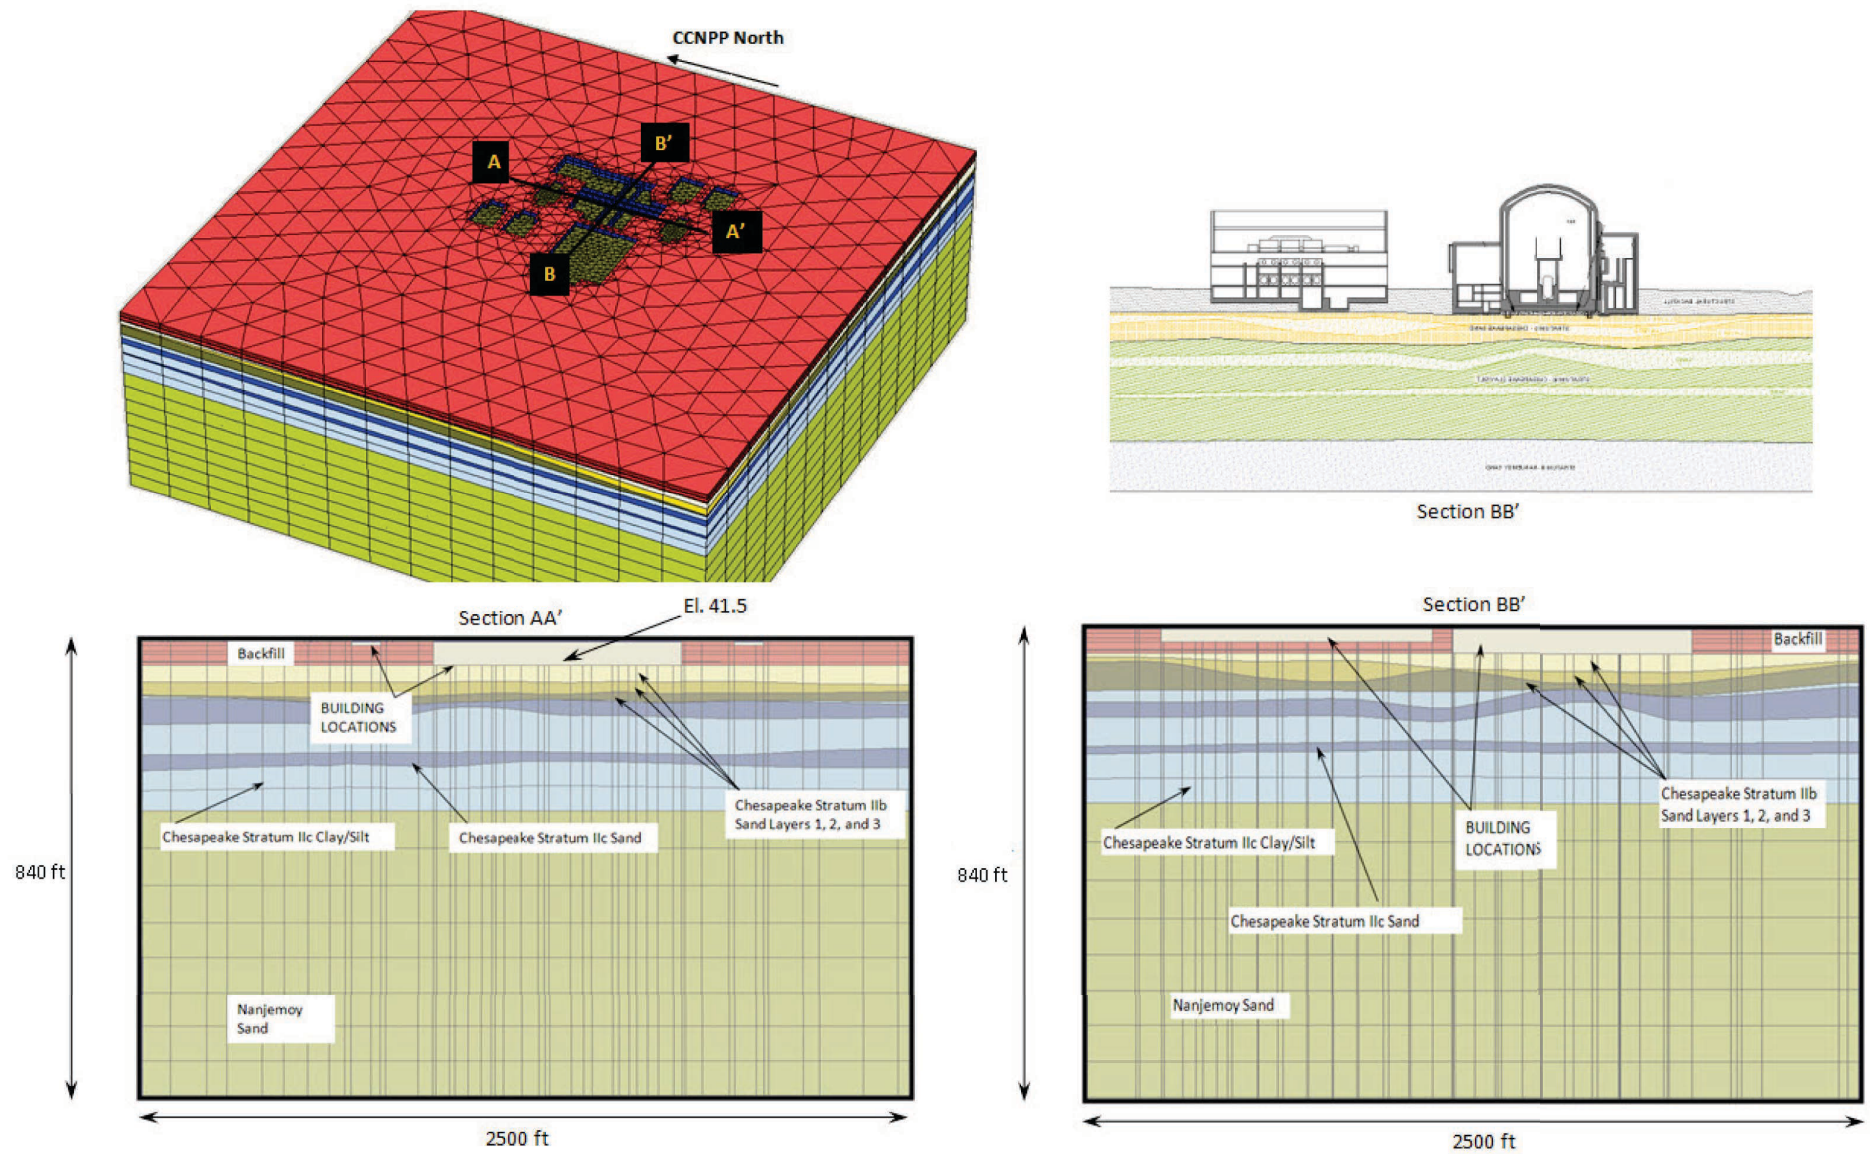 CCNPP North
A
B'
A'
B
Section BB'
Section AA'
El. 41.5
Backfill
BUILDING
LOCATIONS
Chesapeake Stratum IIb
Sand Layers 1, 2, and 3
Chesapeake Stratum IIc Clay/Silt
Chesapeake Stratum IIc Sand
840 ft
Nanjemoy
Sand
2500 ft
Section BB'
Backfill
Chesapeake Stratum IIb
Sand Layers 1, 2, and 3
BUILDING
LOCATIONS
Chesapeake Stratum IIc Clay/Silt
840 ft
Chesapeake Stratum IIc Sand
Nanjemoy Sand
2500 ft